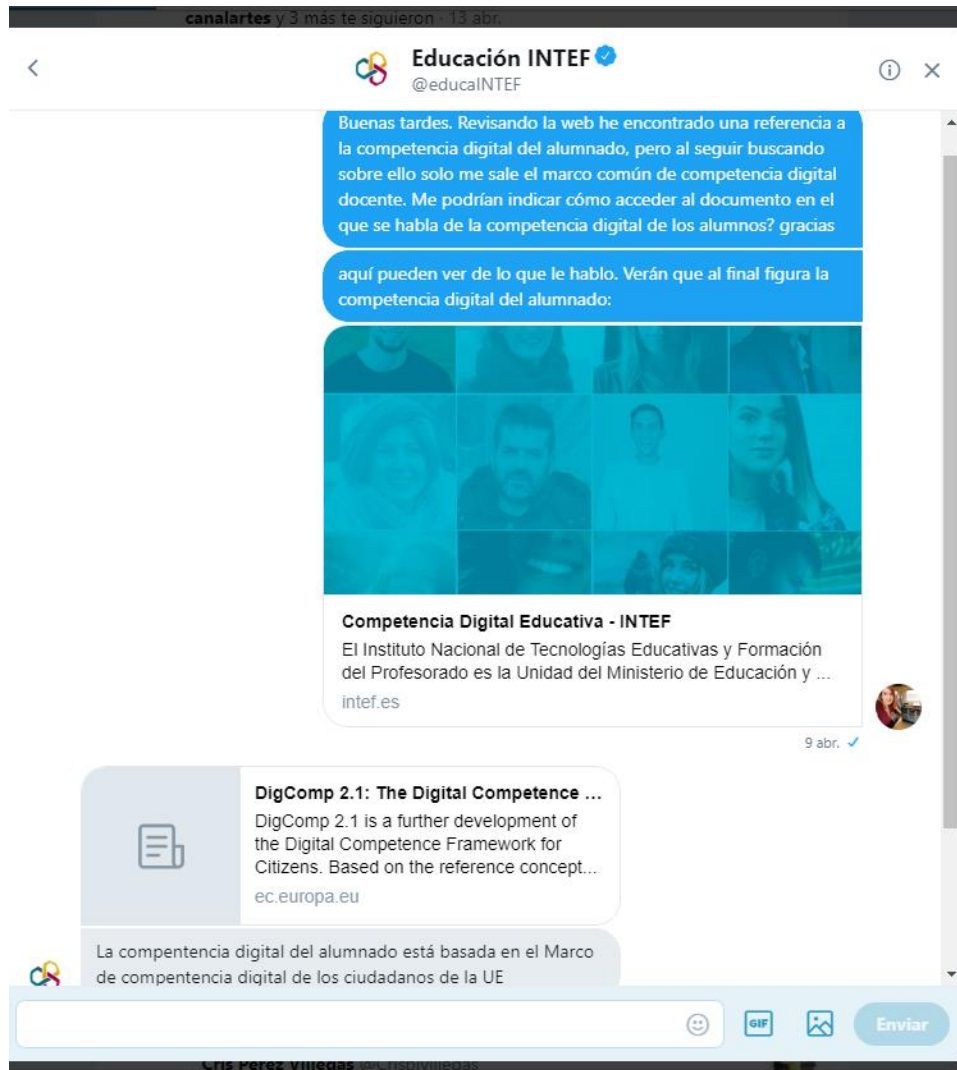 canalartes y 3 más te siguieron · 13 abr.
Educación INTEF
@educaINTEF
Buenas tardes. Revisando la web he encontrado una referencia a
la competencia digital del alumnado, pero al seguir buscando
sobre ello solo me sale el marco común de competencia digital
docente. Me podrían indicar cómo acceder al documento en el
que se habla de la competencia digital de los alumnos? gracias
aquí pueden ver de lo que le hablo. Verán que al final figura la
competencia digital del alumnado:
Competencia Digital Educativa - INTEF
El Instituto Nacional de Tecnologías Educativas y Formación
del Profesorado es la Unidad del Ministerio de Educación y ...
intef.es
9 abr.
DigComp 2.1: The Digital Competence ...
DigComp 2.1 is a further development of
the Digital Competence Framework for
Citizens. Based on the reference concept...
ec.europa.eu
La compentencia digital del alumnado está basada en el Marco
de compentencia digital de los ciudadanos de la UE
GIF
Enviar
Cris Pérez Villegas